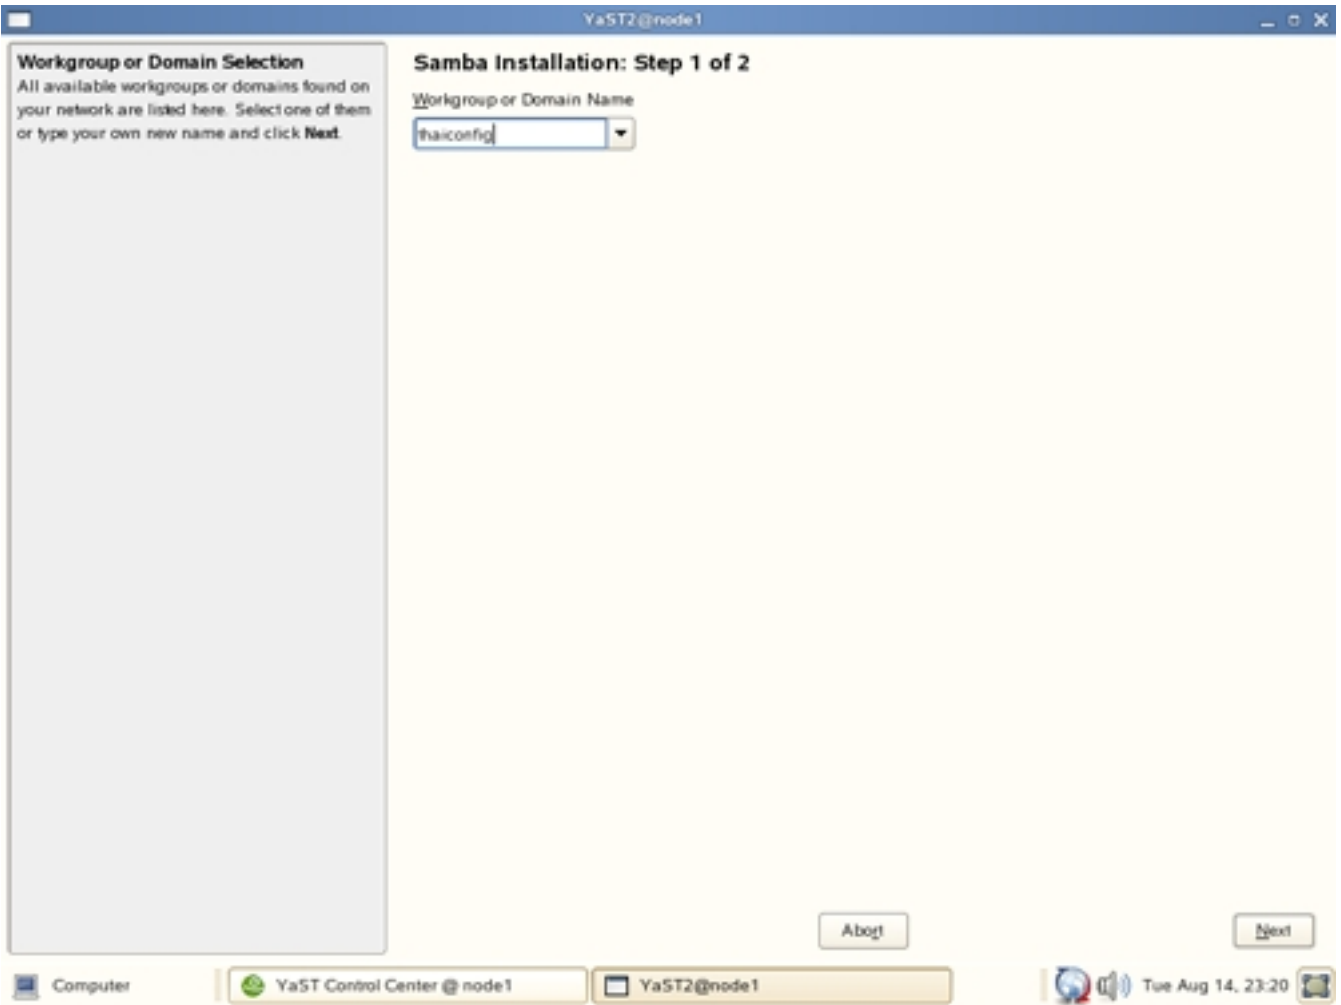 YaST2@node1
Workgroup or Domain Selection
All available workgroups or domains found on
your network are listed here. Select one of them
or type your own new name and click Next.
Samba Installation: Step 1 of 2
Workgroup or Domain Name
thaiconfig
Abort
Next
Computer
YaST Control Center @ node1
YaST2@node1
Tue Aug 14, 23:20